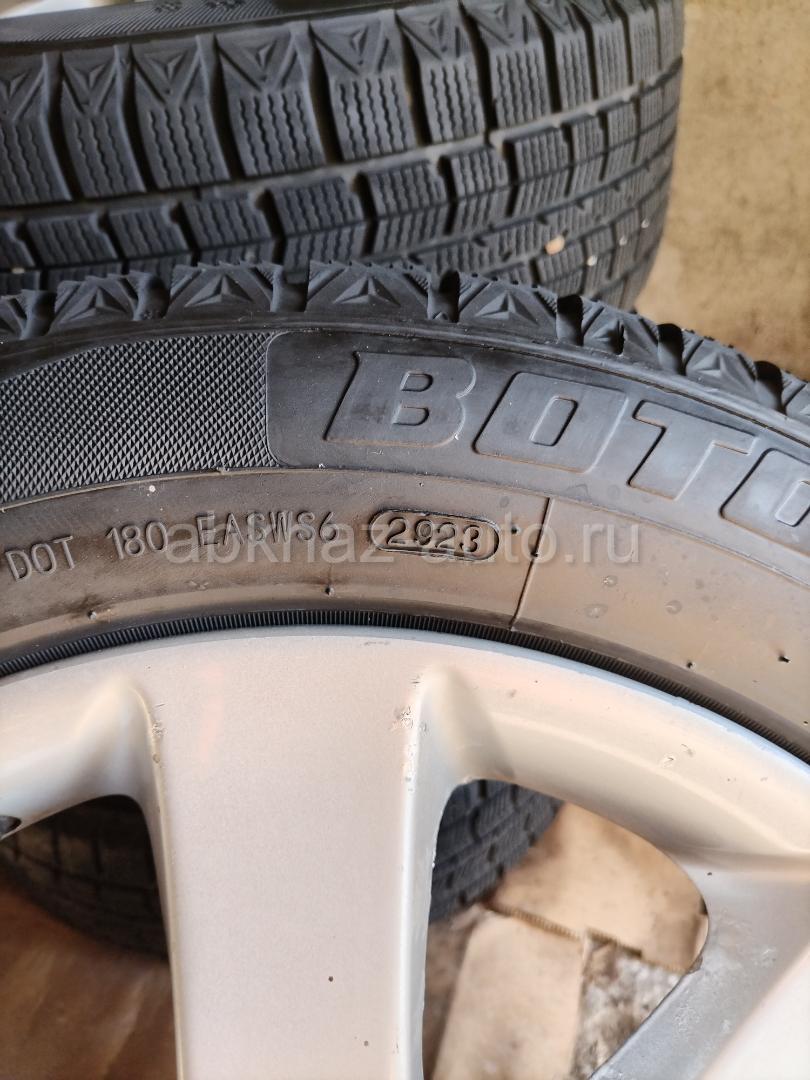 BOTO
DOT 180 EASWS6 2923
abkhaz-auto.ru